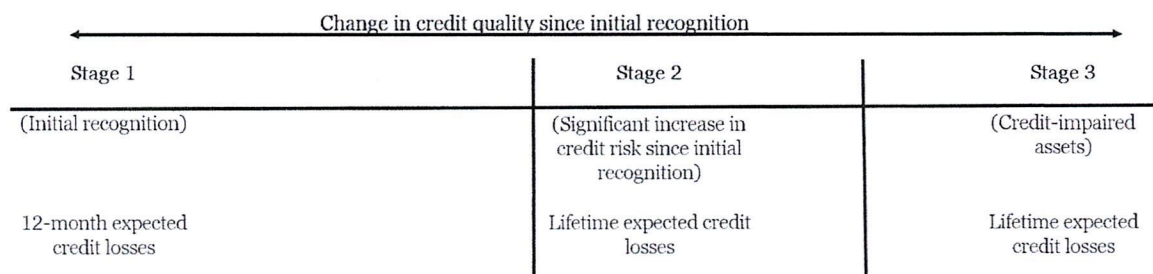 Change in credit quality since initial recognition
Stage 1
Stage 2
Stage 3
(Initial recognition)
(Significant increase in
credit risk since initial
recognition)
(Credit-impaired
assets)
12-month expected
credit losses
Lifetime expected credit
losses
Lifetime expected
credit losses